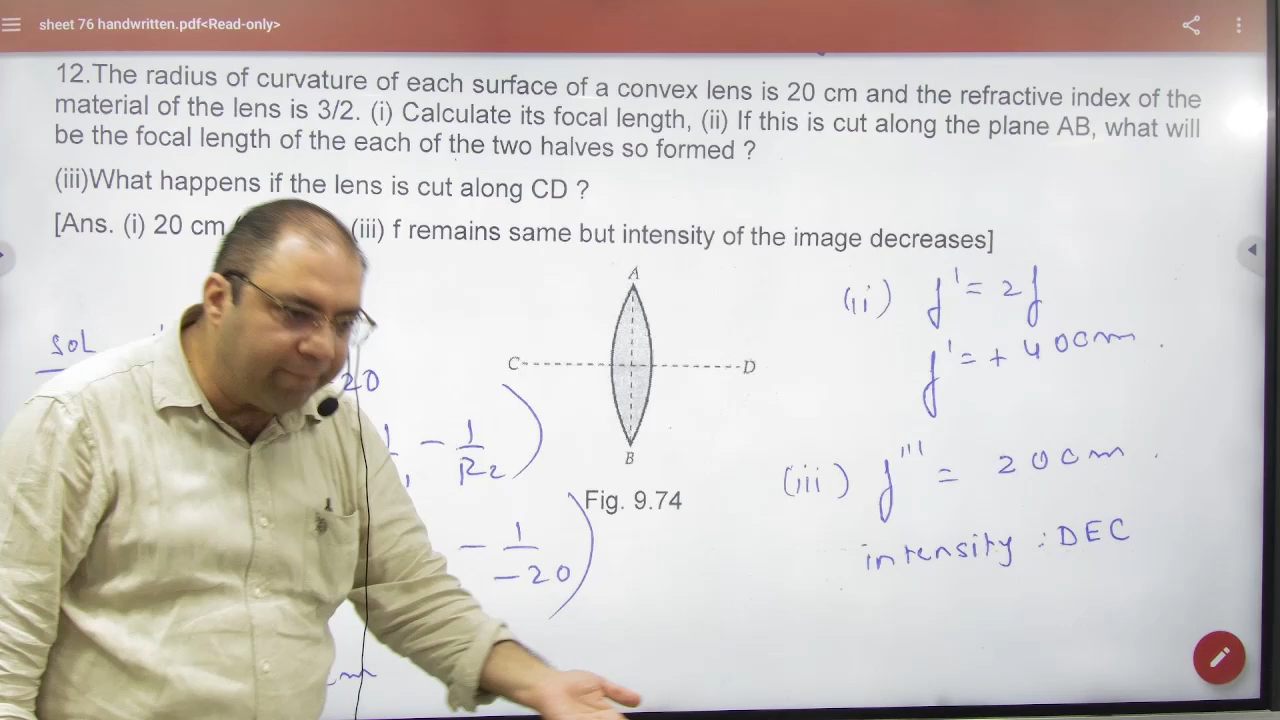 sheet 76 handwritten.pdf<Read-only>
12.The radius of curvature of each surface of a convex lens is 20 cm and the refractive index of the
material of the lens is 3/2. (i) Calculate its focal length, (ii) If this is cut along the plane AB, what will
be the focal length of the each of the two halves so formed ?
(iii)What happens if the lens is cut along CD ?
[Ans. (i) 20 cm (iii) f remains same but intensity of the image decreases]
SOL
20
- 1/R2 )
- 1/-20 )
cm
A
C
D
B
Fig. 9.74
(ii) f' = 2f
f' = + 40cm .
(iii) f''' = 20cm .
intensity : DEC